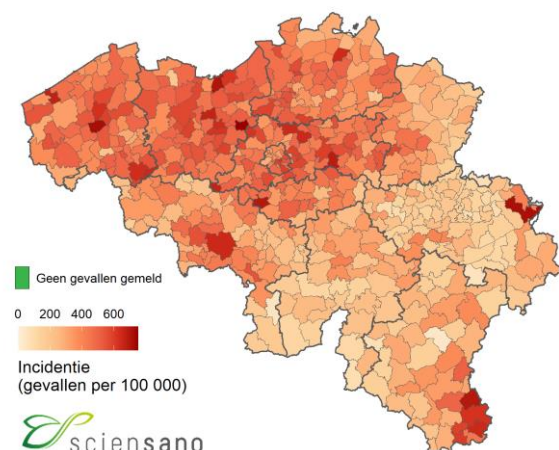 Geen gevallen gemeld
0 200 400 600
Incidentie
(gevallen per 100 000)
sciensano